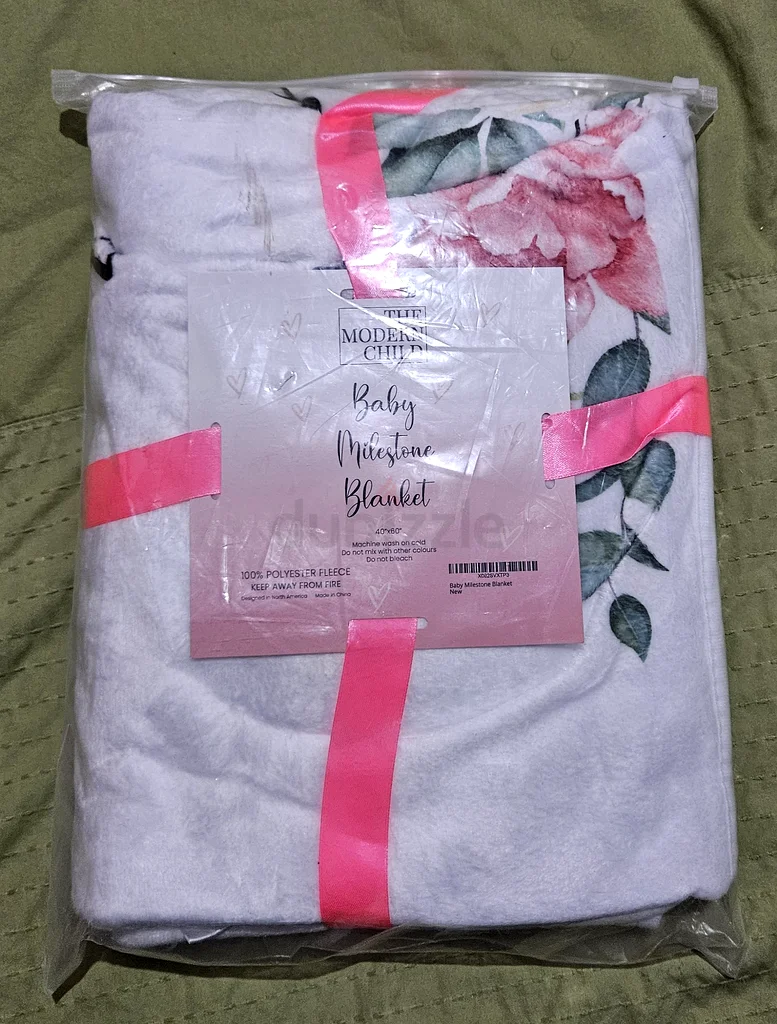 THE
MODERN
CHILD
Baby
Milestone
Blanket
dubizzle
40"x60"
Machine wash on cold
Do not mix with other colours
Do not bleach
100% POLYESTER FLEECE
KEEP AWAY FROM FIRE
Designed in North America Made in China
Baby Milestone Blanket
New